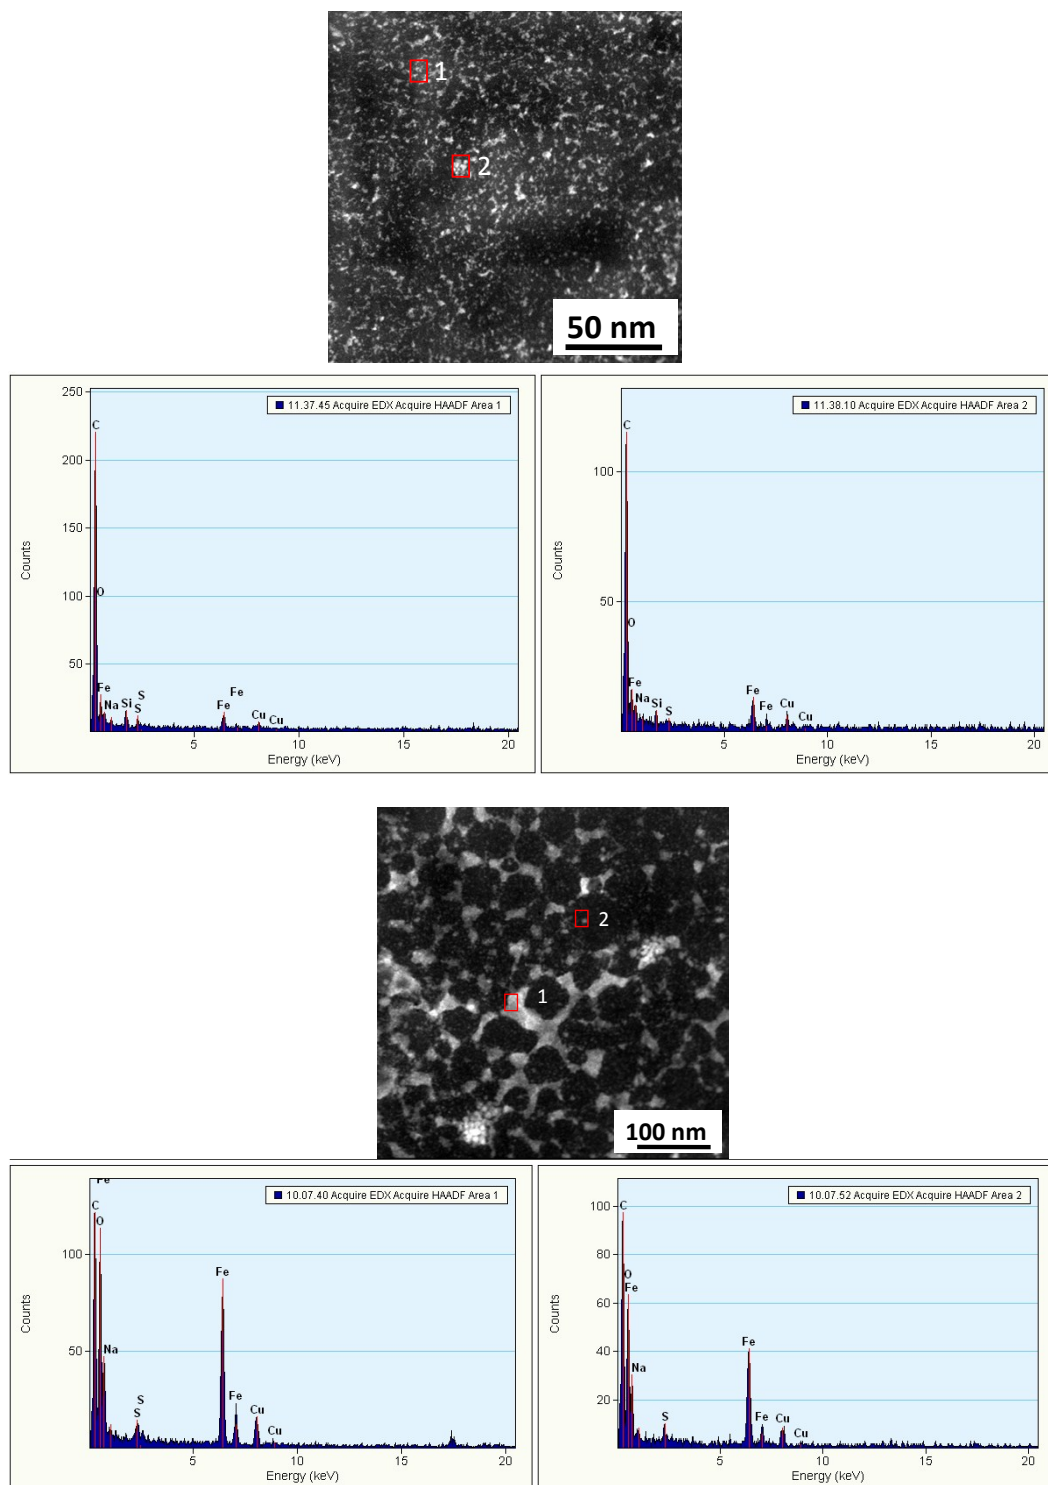 1
2
50 nm
250
200
150
100
50
Counts
11.37.45 Acquire EDX Acquire HAADF Area 1
C
O
Fe
Na
Si
S
S
Fe
Fe
Cu
Cu
5
10
15
20
Energy (keV)
100
50
Counts
11.38.10 Acquire EDX Acquire HAADF Area 2
C
O
Fe
Na
Si
S
Fe
Fe
Cu
Cu
5
10
15
20
Energy (keV)
2
1
100 nm
100
50
Counts
10.07.40 Acquire EDX Acquire HAADF Area 1
Fe
C
O
Na
S
S
Fe
Fe
Cu
Cu
5
10
15
20
Energy (keV)
100
80
60
40
20
Counts
10.07.52 Acquire EDX Acquire HAADF Area 2
C
O
Fe
Na
S
Fe
Fe
Cu
Cu
5
10
15
20
Energy (keV)